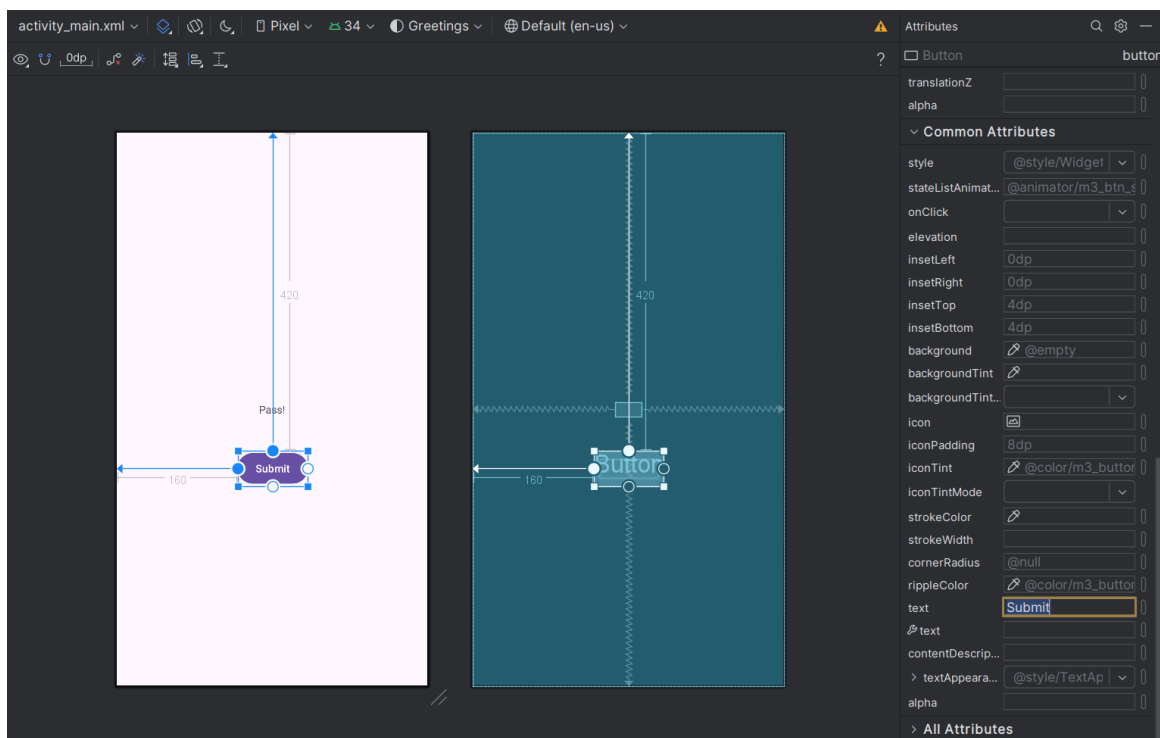 activity_main.xml Pixel 34 Greetings Default (en-us) Attributes
0dp ?
Button button
translationZ
alpha
Common Attributes
style @style/Widget
stateListAnimat... @animator/m3_btn_s
onClick
elevation
insetLeft 0dp
insetRight 0dp
insetTop 4dp
insetBottom 4dp
background @empty
backgroundTint
backgroundTint...
icon
iconPadding 8dp
iconTint @color/m3_button
iconTintMode
strokeColor
strokeWidth
cornerRadius @null
rippleColor @color/m3_button
text Submit
text
contentDescrip...
textAppeara... @style/TextAp
alpha
All Attributes
420
Pass!
Submit
160
420
Button
160